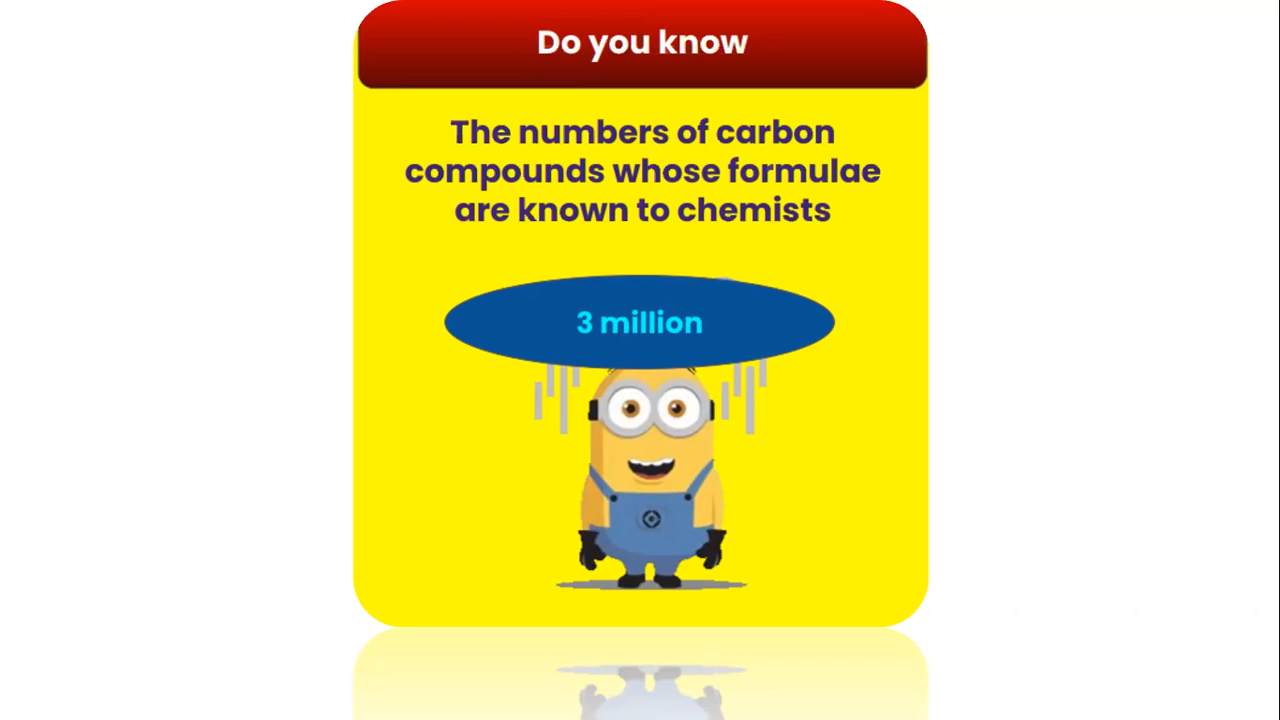 Do you know
The numbers of carbon
compounds whose formulae
are known to chemists
3 million